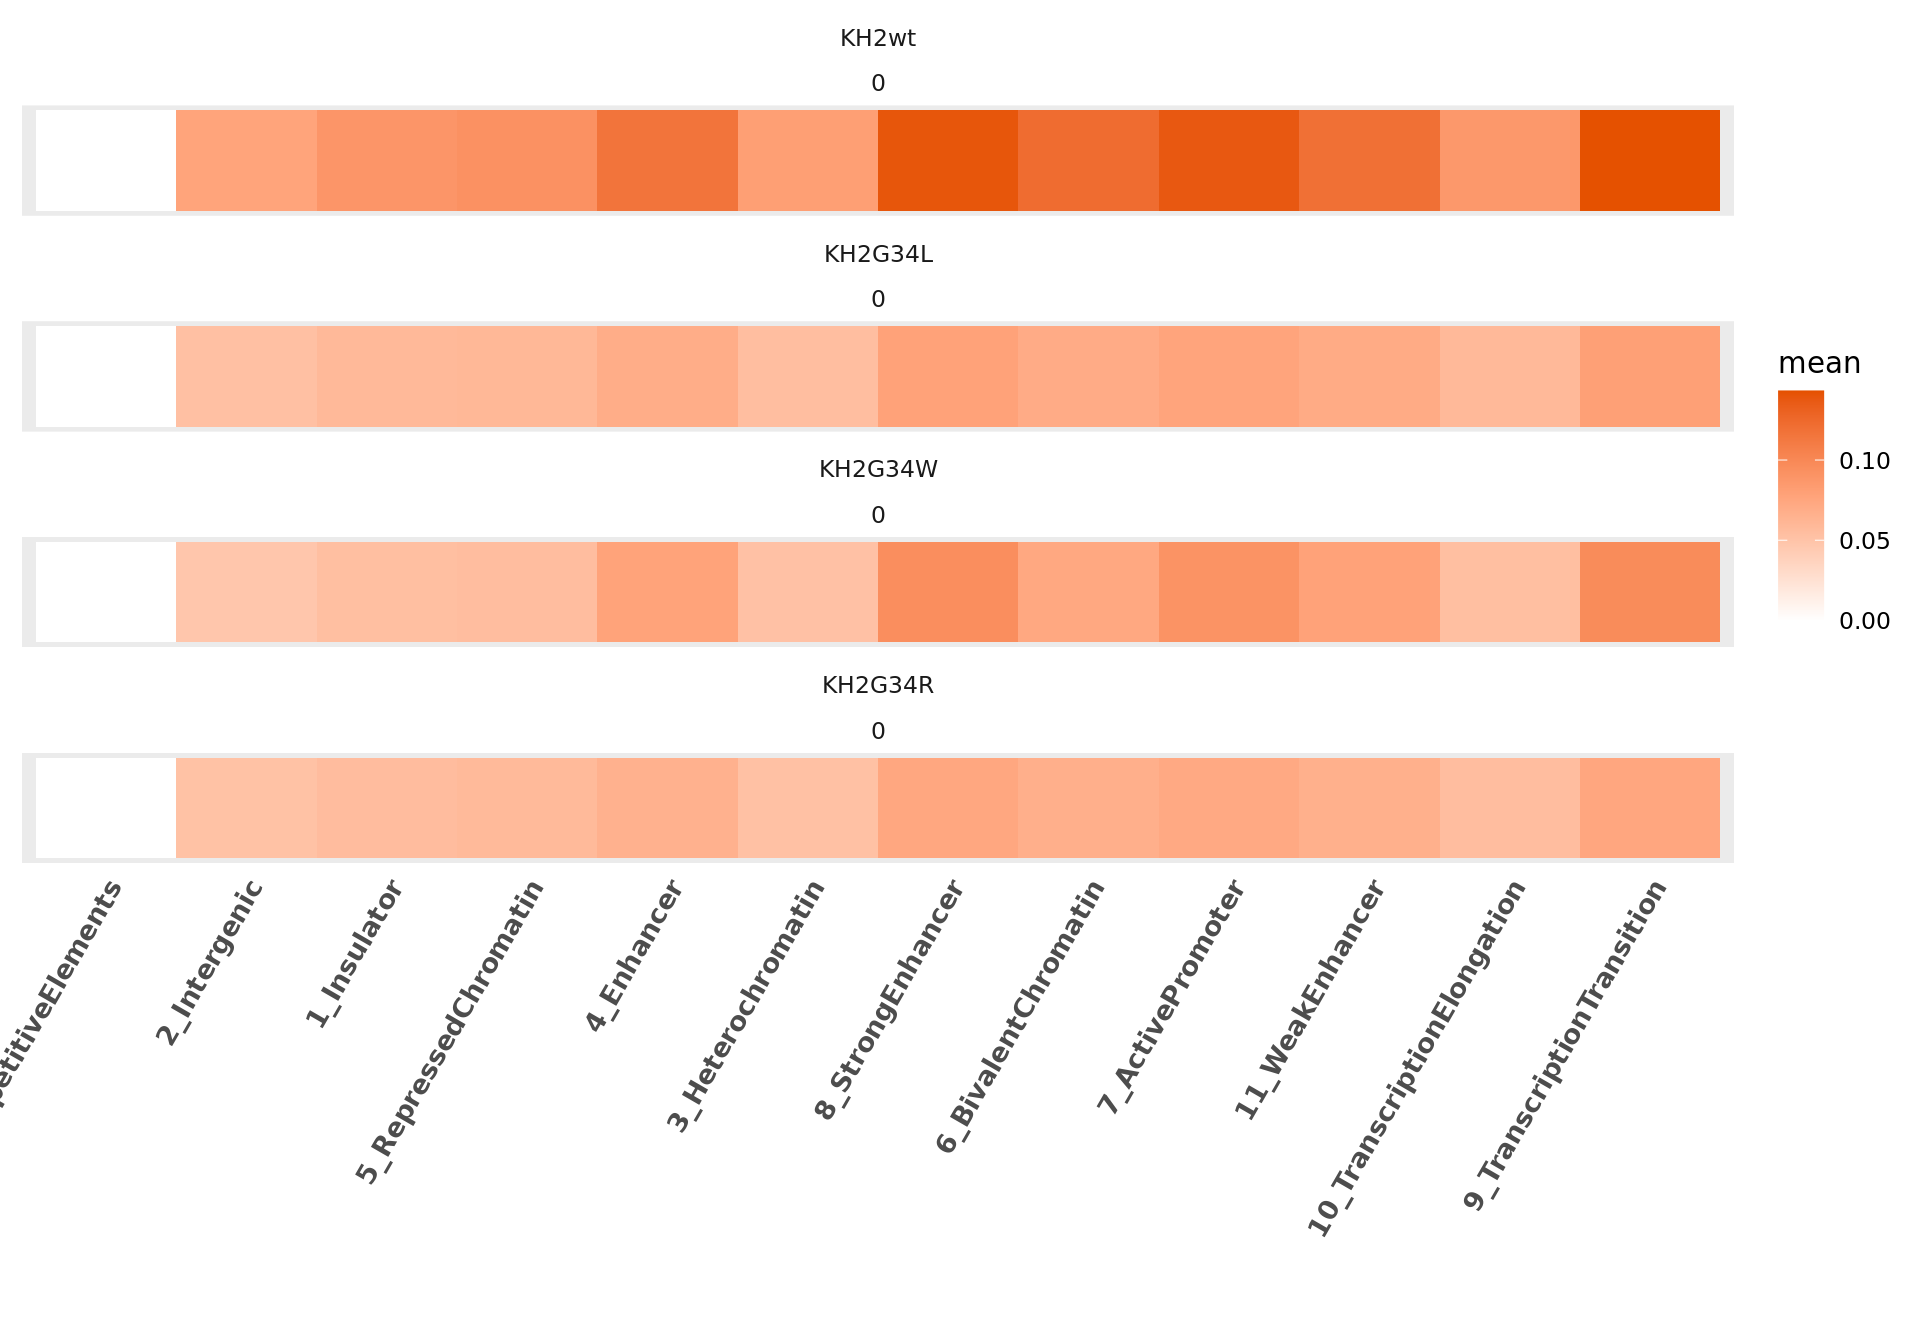 KH2wt
0
KH2G34L
0
mean
0.10
0.05
0.00
KH2G34W
0
KH2G34R
0
petitiveElements
2_Intergenic
1_Insulator
5_RepressedChromatin
4_Enhancer
3_Heterochromatin
8_StrongEnhancer
6_BivalentChromatin
7_ActivePromoter
11_WeakEnhancer
10_TranscriptionElongation
9_TranscriptionTransition